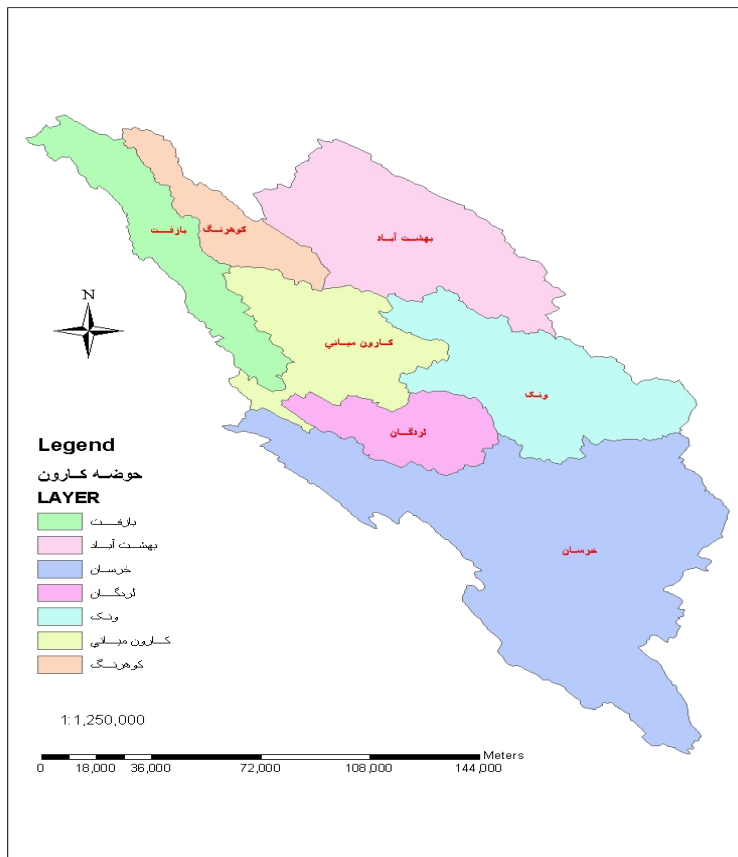 بازفت
کوهرنگ
بهشت آباد
کارون میانی
ونک
لردگان
خرسان
N
Legend
حوضه کارون
LAYER
بازفت
بهشت آباد
خرسان
لردگان
ونک
کارون میانی
کوهرنگ
1:1,250,000
Meters
0 18,000 36,000 72,000 108,000 144,000